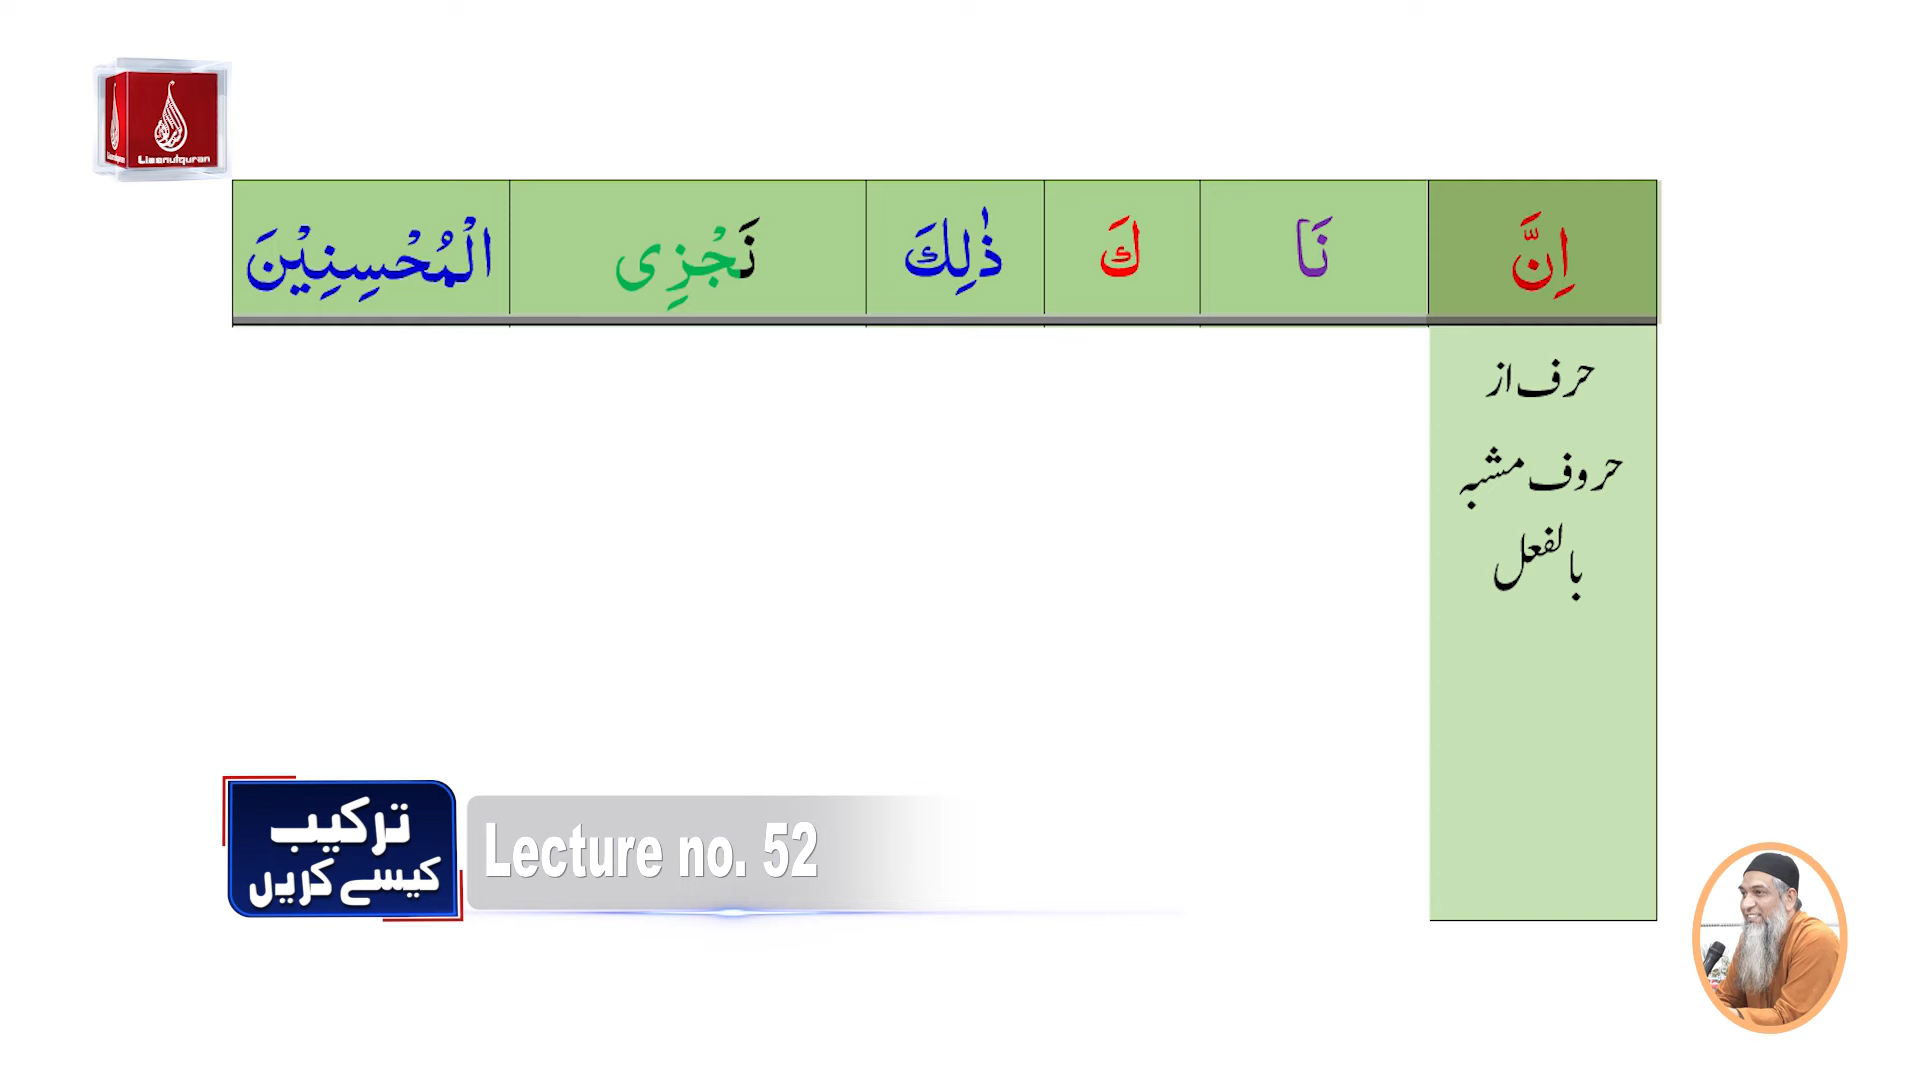 Lisanulquran
اِنَّ نَا كَ ذٰلِكَ نَجْزِی الْمُحْسِنِيْنَ
حرف از
حروف مشبہ
بالفعل
ترکیب
کیسے کریں
Lecture no. 52